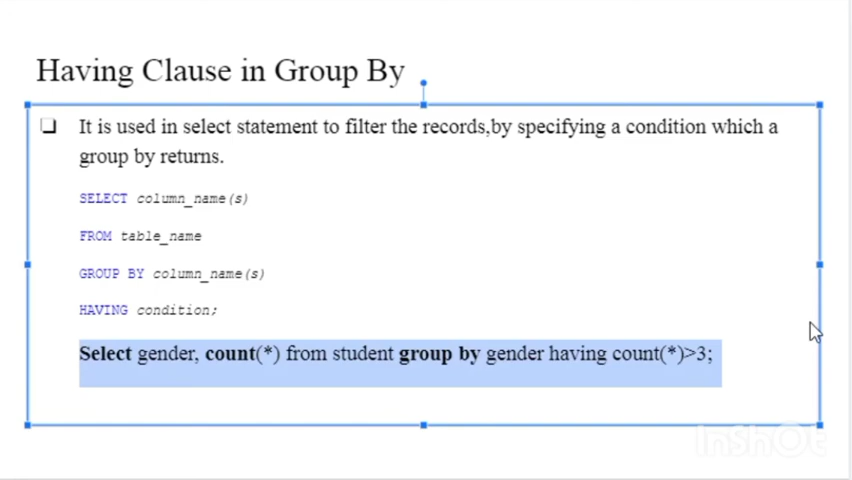 Having Clause in Group By
It is used in select statement to filter the records,by specifying a condition which a
group by returns.
SELECT column_name(s)
FROM table_name
GROUP BY column_name(s)
HAVING condition;
Select gender, count(*) from student group by gender having count(*)>3;
InShOt